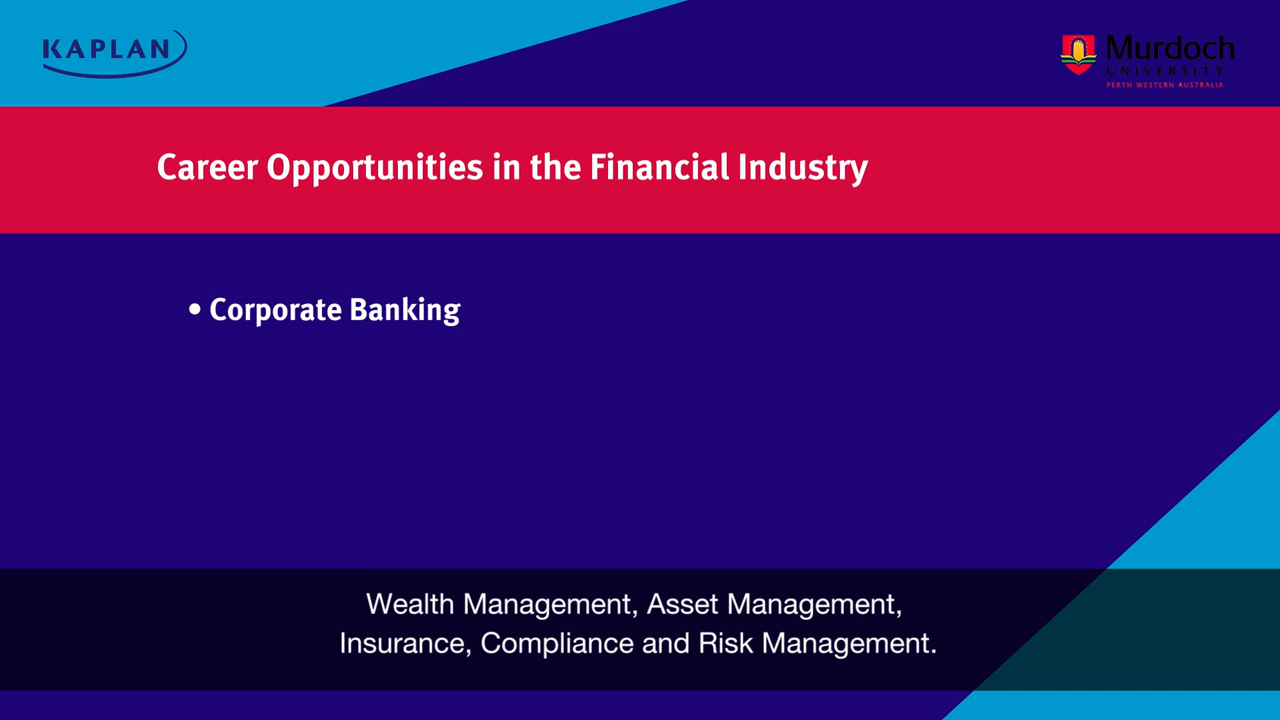 KAPLAN
Murdoch
UNIVERSITY
PERTH WESTERN AUSTRALIA
Career Opportunities in the Financial Industry
• Corporate Banking
Wealth Management, Asset Management,
Insurance, Compliance and Risk Management.